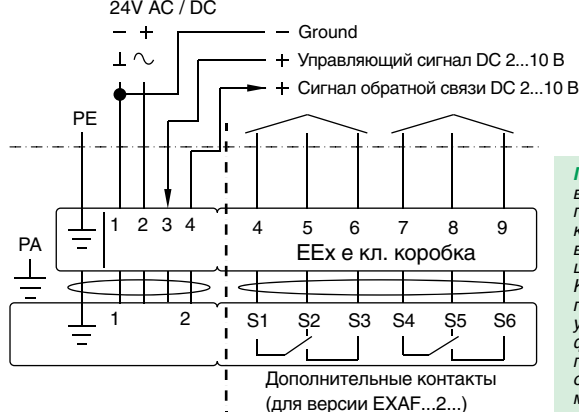 24V AC / DC
− +
⊥ ∿
− Ground
+ Управляющий сигнал DC 2...10 В
+ Сигнал обратной связи DC 2...10 В
PE
1 2 3 4
4 5 6 7 8 9
EEx e кл. коробка
PA
1 2
S1 S2 S3 S4 S5 S6
Дополнительные контакты
(для версии EXAF...2...)